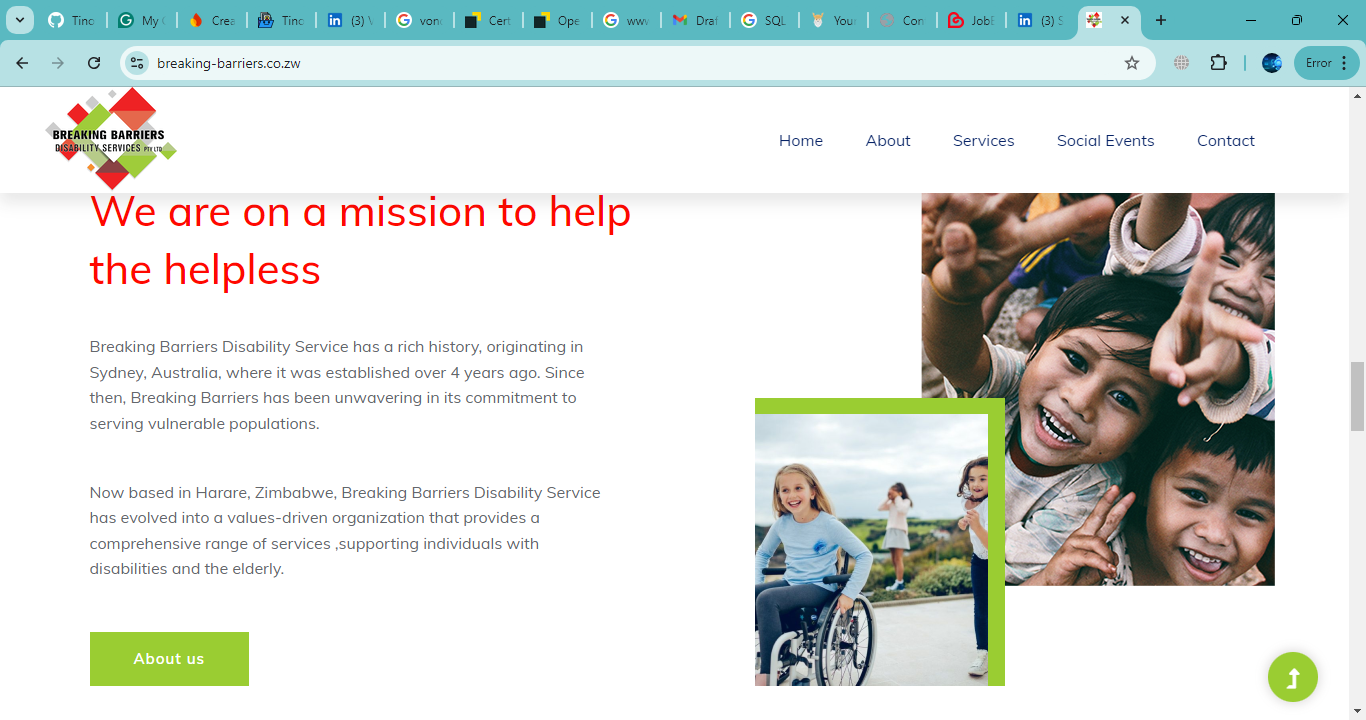 Tino
My G
Crea
Tino
(3) V
vond
Cert
Ope
www
Draf
SQL
Your
Con
JobE
(3) S
breaking-barriers.co.zw
Error
BREAKING BARRIERS
DISABILITY SERVICES PTY LTD
Home
About
Services
Social Events
Contact
We are on a mission to help
the helpless
Breaking Barriers Disability Service has a rich history, originating in
Sydney, Australia, where it was established over 4 years ago. Since
then, Breaking Barriers has been unwavering in its commitment to
serving vulnerable populations.
Now based in Harare, Zimbabwe, Breaking Barriers Disability Service
has evolved into a values-driven organization that provides a
comprehensive range of services ,supporting individuals with
disabilities and the elderly.
About us